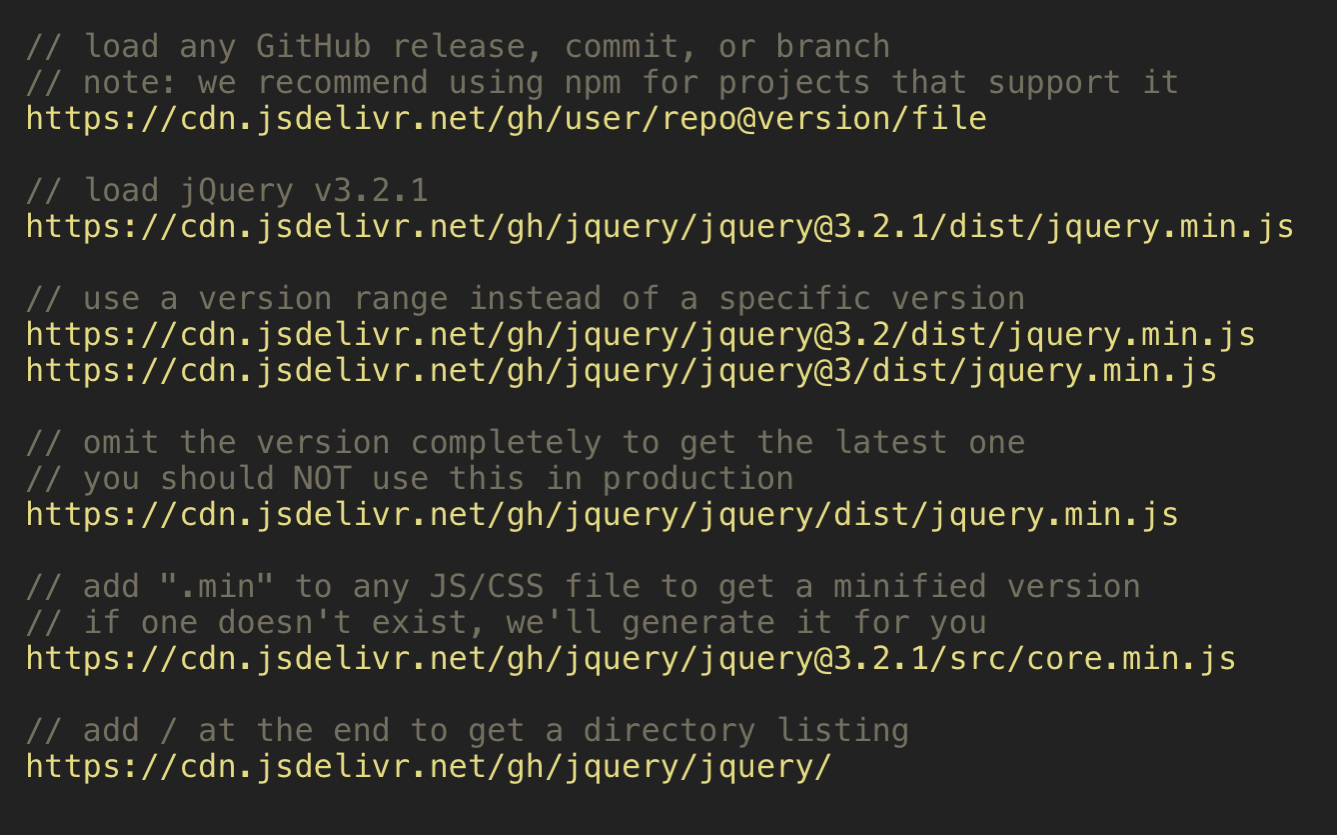 // load any GitHub release, commit, or branch
// note: we recommend using npm for projects that support it
https://cdn.jsdelivr.net/gh/user/repo@version/file
// load jQuery v3.2.1
https://cdn.jsdelivr.net/gh/jquery/jquery@3.2.1/dist/jquery.min.js
// use a version range instead of a specific version
https://cdn.jsdelivr.net/gh/jquery/jquery@3.2/dist/jquery.min.js
https://cdn.jsdelivr.net/gh/jquery/jquery@3/dist/jquery.min.js
// omit the version completely to get the latest one
// you should NOT use this in production
https://cdn.jsdelivr.net/gh/jquery/jquery/dist/jquery.min.js
// add ".min" to any JS/CSS file to get a minified version
// if one doesn't exist, we'll generate it for you
https://cdn.jsdelivr.net/gh/jquery/jquery@3.2.1/src/core.min.js
// add / at the end to get a directory listing
https://cdn.jsdelivr.net/gh/jquery/jquery/